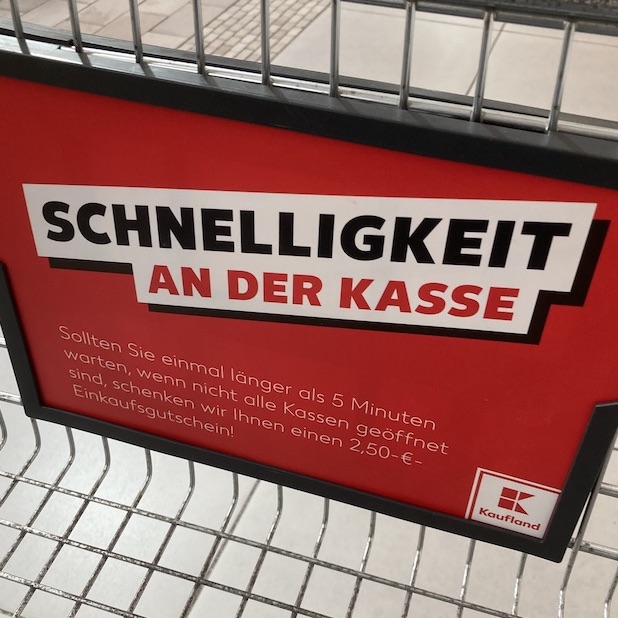 SCHNELLIGKEIT
AN DER KASSE
Sollten Sie einmal länger als 5 Minuten
warten, wenn nicht alle Kassen geöffnet
sind, schenken wir Ihnen einen 2,50-€-
Einkaufsgutschein!
Kaufland